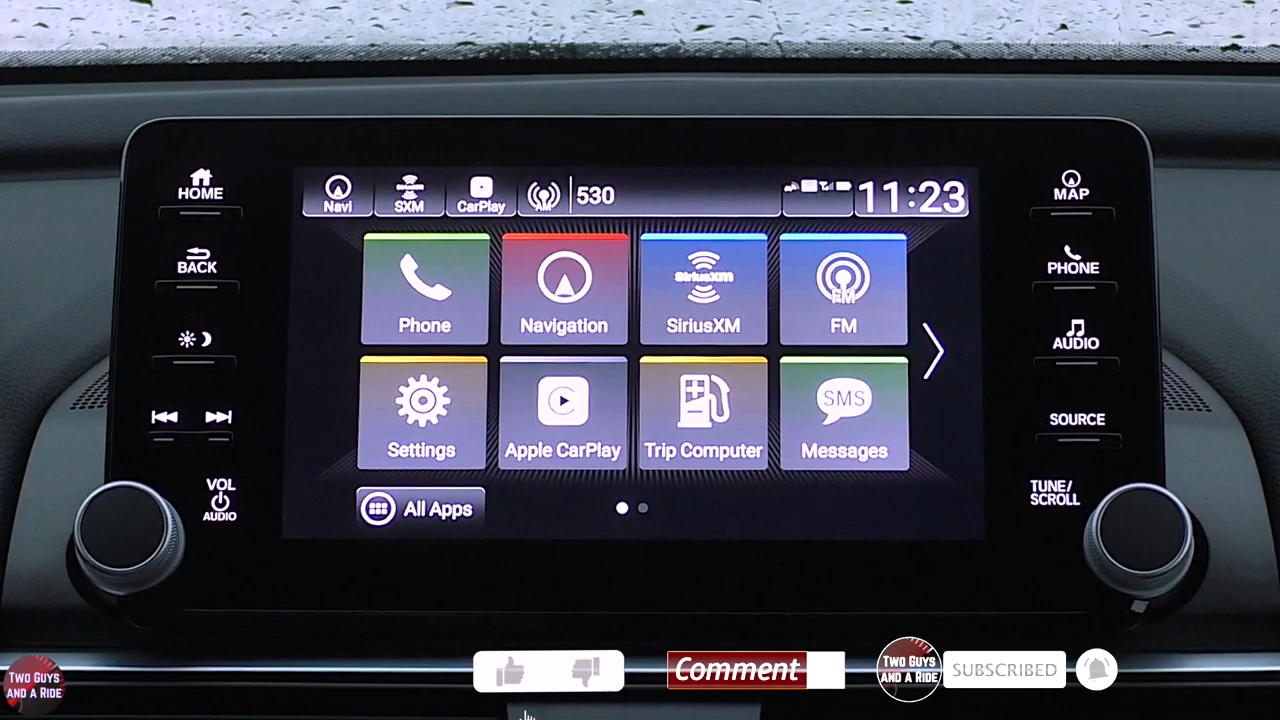 HOME
BACK
VOL
AUDIO
Navi
SXM
CarPlay
AM
530
11:23
Phone
Navigation
SiriusXM
SiriusXM
FM
FM
Settings
Apple CarPlay
Trip Computer
SMS
Messages
All Apps
MAP
PHONE
AUDIO
SOURCE
TUNE/
SCROLL
TWO GUYS
AND A RIDE
Comment
TWO GUYS
AND A RIDE
SUBSCRIBED